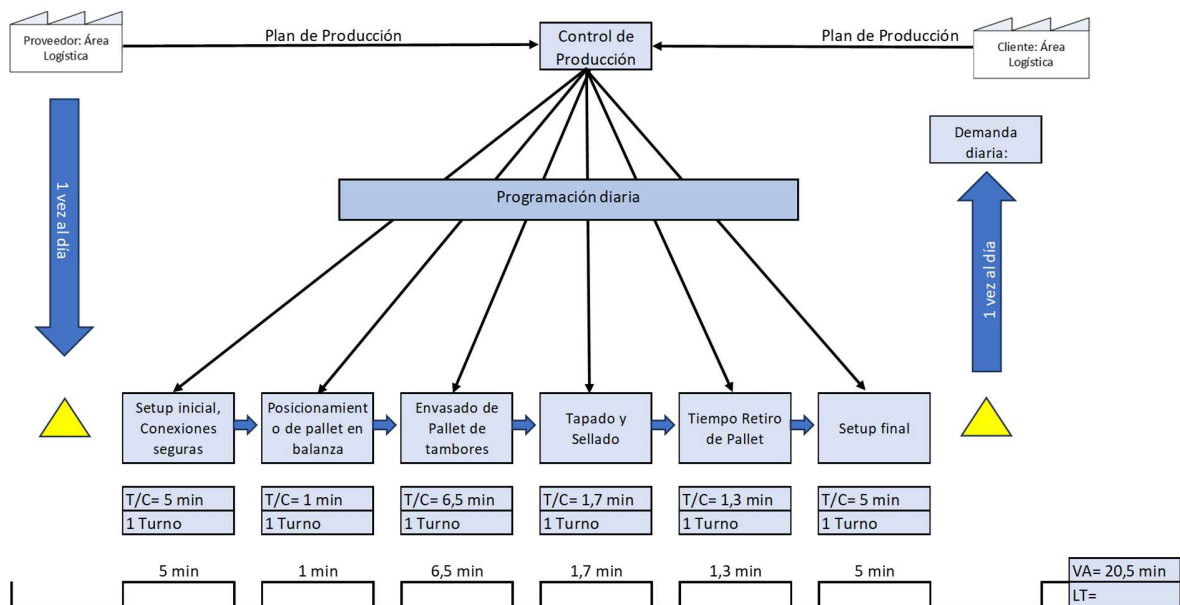 Proveedor: Área
Logística
Plan de Producción
Control de
Producción
Plan de Producción
Cliente: Área
Logística
1 vez al día
Demanda
diaria:
Programación diaria
1 vez al día
Setup inicial,
Conexiones
seguras
Posicionamient
o de pallet en
balanza
Envasado de
Pallet de
tambores
Tapado y
Sellado
Tiempo Retiro
de Pallet
Setup final
T/C= 5 min
1 Turno
T/C= 1 min
1 Turno
T/C= 6,5 min
1 Turno
T/C= 1,7 min
1 Turno
T/C= 1,3 min
1 Turno
T/C= 5 min
1 Turno
5 min
1 min
6,5 min
1,7 min
1,3 min
5 min
VA= 20,5 min
LT=